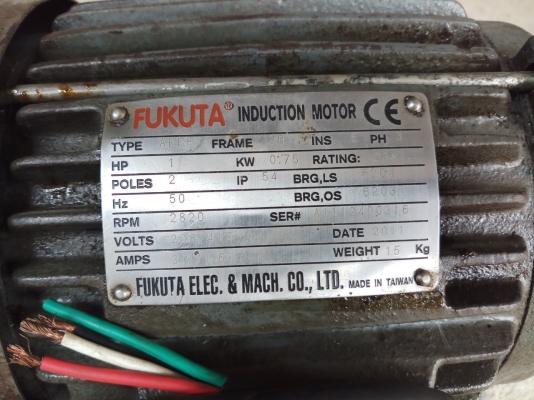 FUKUTA® INDUCTION MOTOR CE
TYPE FRAME INS PH
HP 1 KW 0.75 RATING:
POLES 2 IP 54 BRG,LS
Hz 50 BRG,OS 6203
RPM 2820 SER#
VOLTS DATE 2011
AMPS WEIGHT 15 Kg
FUKUTA ELEC. & MACH. CO., LTD. MADE IN TAIWAN